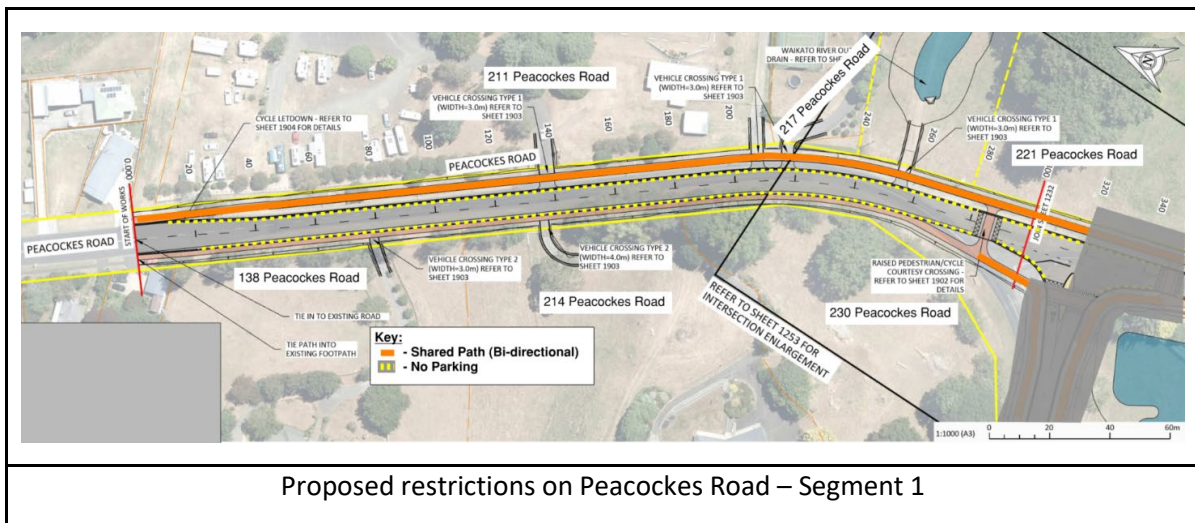 211 Peacockes Road
WAIKATO RIVER OU
DRAIN - REFER TO SH
217 Peacockes Road
VEHICLE CROSSING TYPE 1
(WIDTH=3.0m) REFER TO
SHEET 1903
VEHICLE CROSSING TYPE 1
(WIDTH=3.0m) REFER TO
SHEET 1903
VEHICLE CROSSING TYPE 1
(WIDTH=3.0m) REFER TO
SHEET 1903
CYCLE LETDOWN - REFER TO
SHEET 1904 FOR DETAILS
221 Peacockes Road
0.000
20
40
60
80
100
120
140
160
180
200
240
260
280
320
340
START OF WORKS
PEACOCKES ROAD
PEACOCKES ROAD
SHEET 1232
138 Peacockes Road
VEHICLE CROSSING TYPE 2
(WIDTH=3.0m) REFER TO
SHEET 1903
VEHICLE CROSSING TYPE 2
(WIDTH=4.0m) REFER TO
SHEET 1903
214 Peacockes Road
RAISED PEDESTRIAN/CYCLE
COURTESY CROSSING -
REFER TO SHEET 1902 FOR
DETAILS
230 Peacockes Road
REFER TO SHEET 1253 FOR
INTERSECTION ENLARGEMENT
TIE IN TO EXISTING ROAD
TIE PATH INTO
EXISTING FOOTPATH
Key:
- Shared Path (Bi-directional)
- No Parking
1:1000 (A3)
0 20 40 60m
Proposed restrictions on Peacockes Road – Segment 1